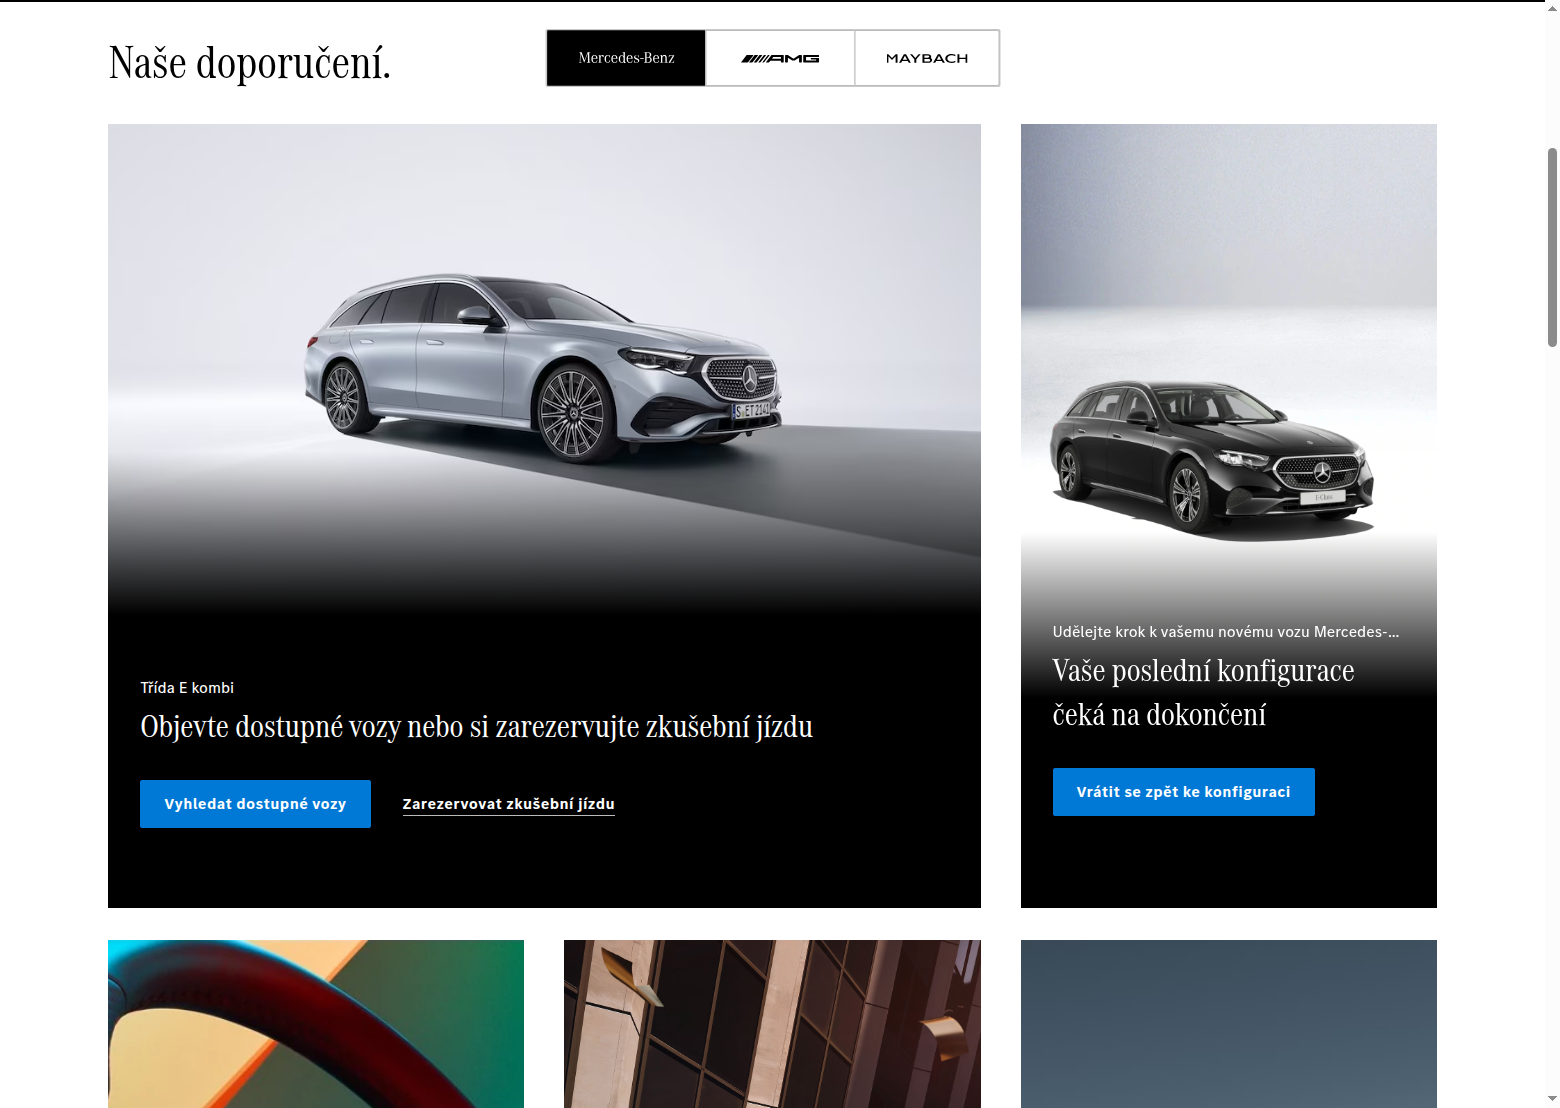 Naše doporučení.
Mercedes-Benz
AMG
MAYBACH
S ET 2141
E-Class
Udělejte krok k vašemu novému vozu Mercedes-...
Vaše poslední konfigurace
čeká na dokončení
Vrátit se zpět ke konfiguraci
Třída E kombi
Objevte dostupné vozy nebo si zarezervujte zkušební jízdu
Vyhledat dostupné vozy
Zarezervovat zkušební jízdu